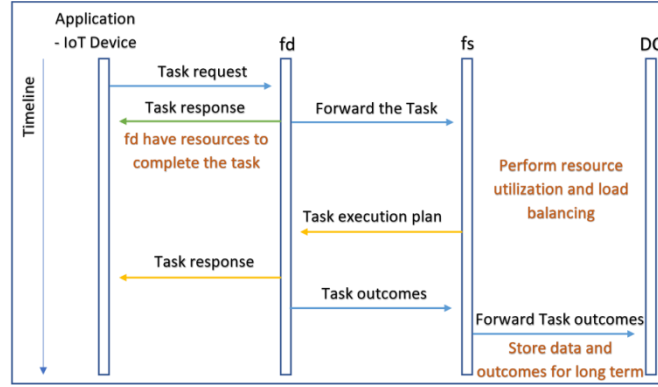 Application
- IoT Device
fd
fs
DC
Timeline
Task request
Task response
Forward the Task
fd have resources to
complete the task
Perform resource
utilization and load
balancing
Task execution plan
Task response
Task outcomes
Forward Task outcomes
Store data and
outcomes for long term